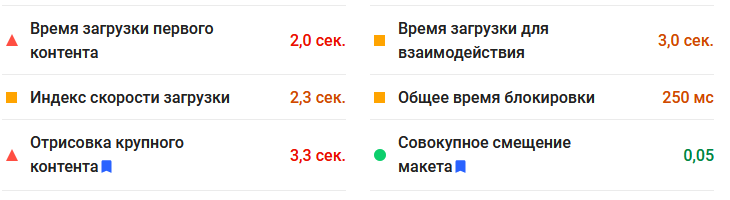 Время загрузки первого
контента
2,0 сек.
Время загрузки для
взаимодействия
3,0 сек.
Индекс скорости загрузки
2,3 сек.
Общее время блокировки
250 мс
Отрисовка крупного
контента
3,3 сек.
Совокупное смещение
макета
0,05